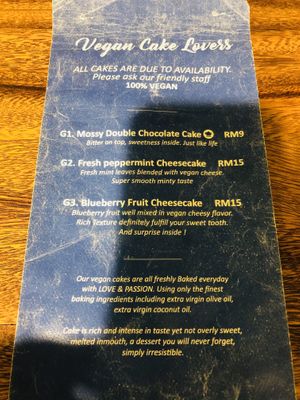 Vegan Cake Lovers
ALL CAKES ARE DUE TO AVAILABILITY.
Please ask our friendly staff
100% VEGAN
G1. Mossy Double Chocolate Cake RM9
Bitter on top, sweetness inside. Just like life
G2. Fresh peppermint Cheesecake RM15
Fresh mint leaves blended with vegan cheese.
Super smooth minty taste
G3. Blueberry Fruit Cheesecake RM15
Blueberry fruit well mixed in vegan cheesy flavor.
Rich Texture definitely fulfill your sweet tooth.
And surprise inside !
Our vegan cakes are all freshly Baked everyday
with LOVE & PASSION. Using only the finest
baking ingredients including extra virgin olive oil,
extra virgin coconut oil.
Cake is rich and intense in taste yet not overly sweet,
melted inmouth, a dessert you will never forget,
simply irresistible.